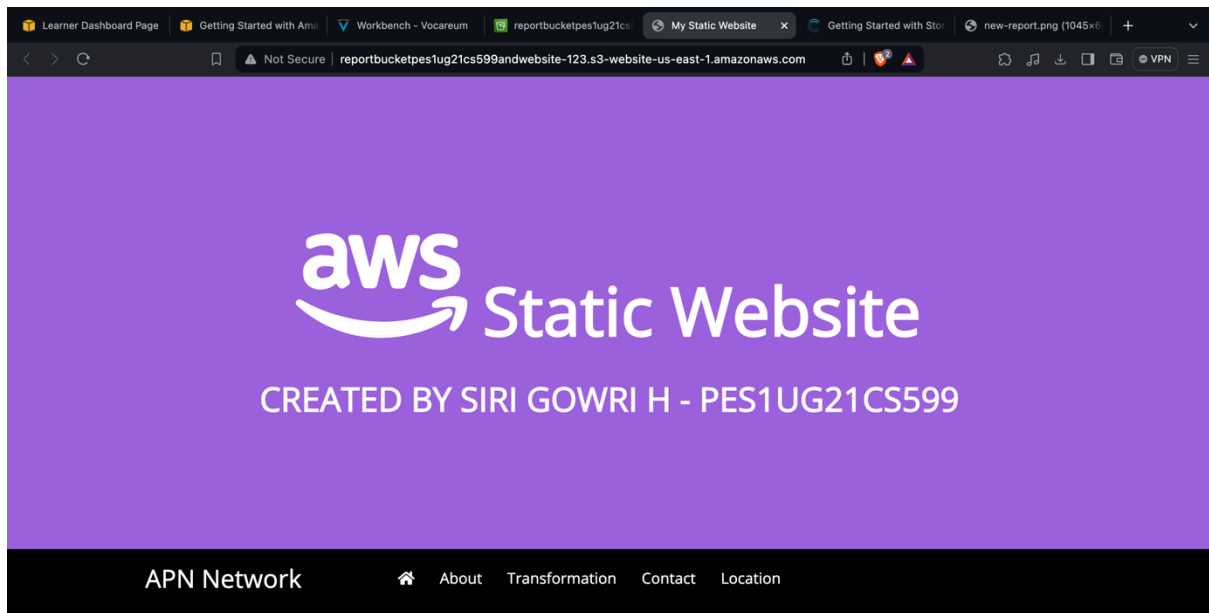 Learner Dashboard Page Getting Started with Ama Workbench - Vocareum reportbucketpes1ug21cs5 My Static Website Getting Started with Stor new-report.png (1045×6
Not Secure reportbucketpes1ug21cs599andwebsite-123.s3-website-us-east-1.amazonaws.com 2 VPN
aws Static Website
CREATED BY SIRI GOWRI H - PES1UG21CS599
APN Network About Transformation Contact Location